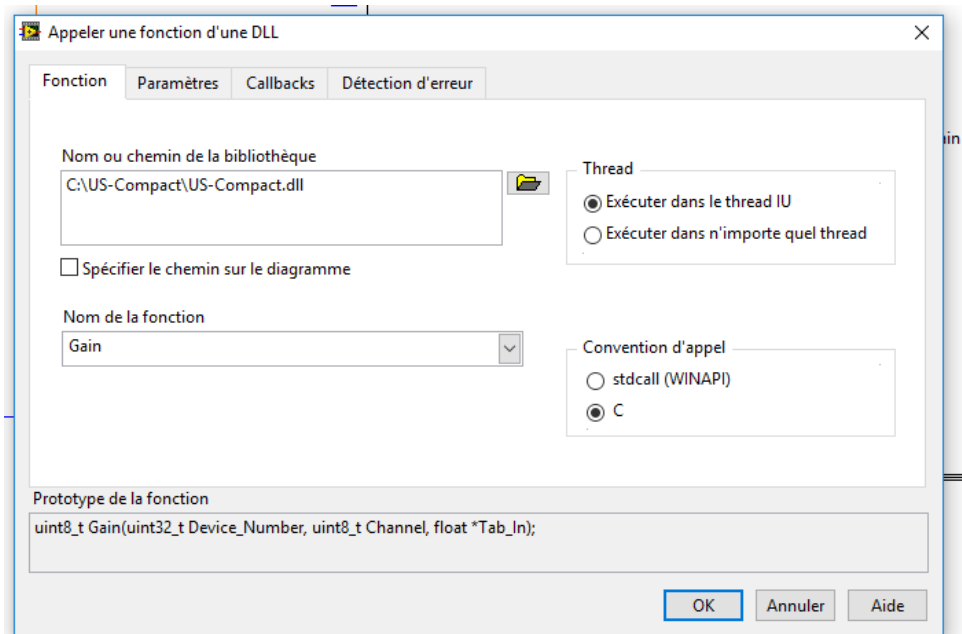 Appeler une fonction d'une DLL
Fonction Paramètres Callbacks Détection d'erreur
Nom ou chemin de la bibliothèque
C:\US-Compact\US-Compact.dll
Spécifier le chemin sur le diagramme
Thread
Exécuter dans le thread IU
Exécuter dans n'importe quel thread
Nom de la fonction
Gain
Convention d'appel
stdcall (WINAPI)
C
Prototype de la fonction
uint8_t Gain(uint32_t Device_Number, uint8_t Channel, float *Tab_In);
OK Annuler Aide